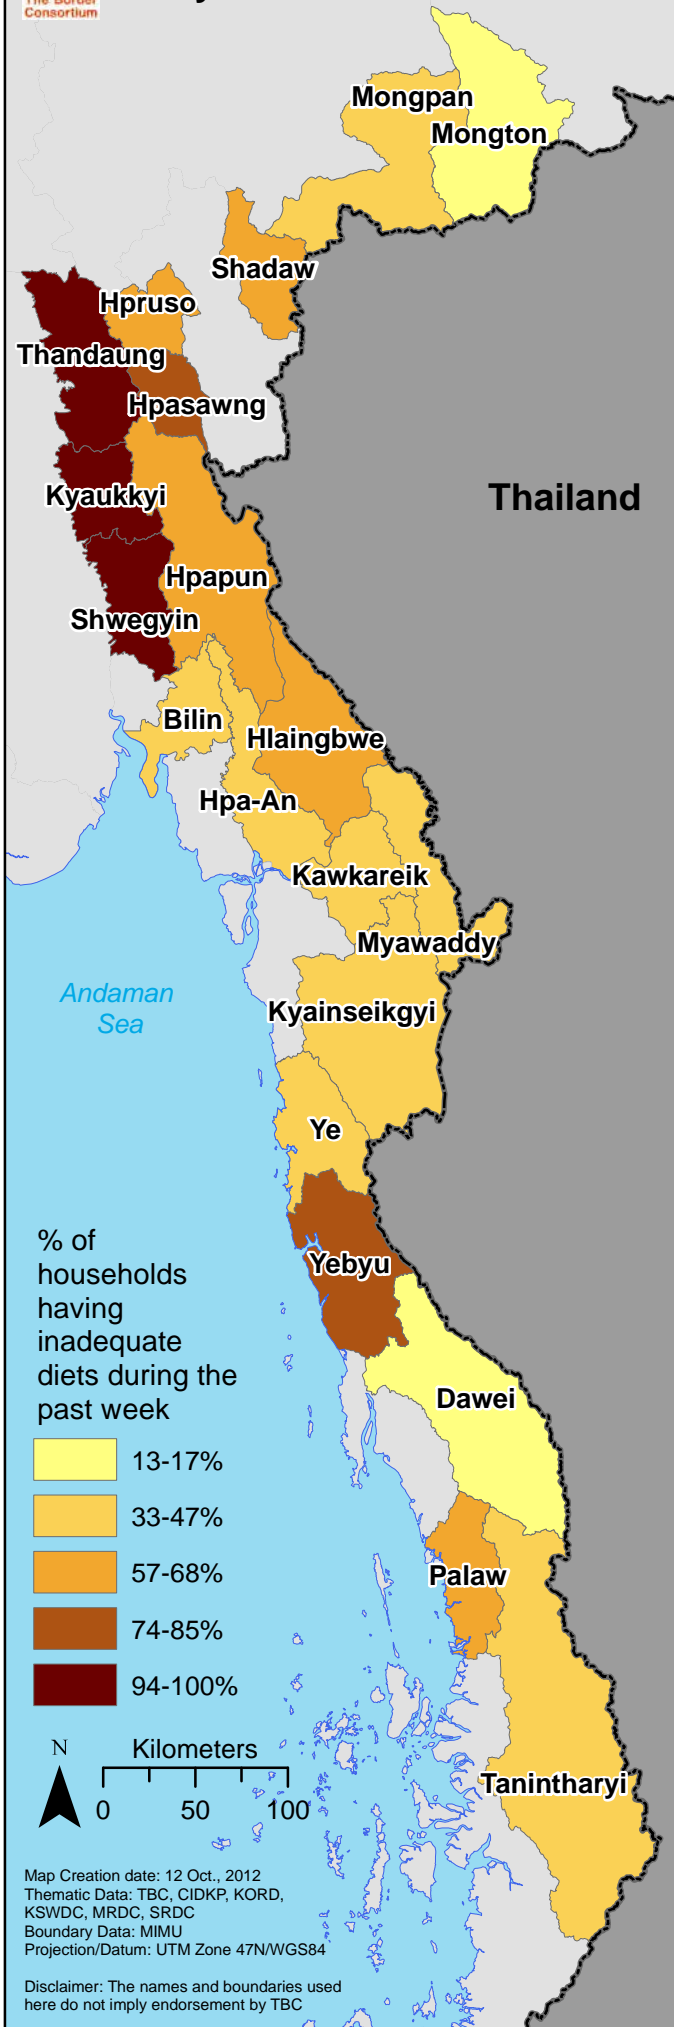 The Border
Consortium
Mongpan
Mongton
Shadaw
Hpruso
Thandaung
Hpasawng
Kyaukkyi
Thailand
Hpapun
Shwegyin
Bilin
Hlaingbwe
Hpa-An
Kawkareik
Myawaddy
Andaman
Sea
Kyainseikgyi
Ye
Yebyu
% of
households
having
inadequate
diets during the
past week
Dawei
13-17%
33-47%
57-68%
74-85%
94-100%
Palaw
N
Kilometers
0 50 100
Tanintharyi
Map Creation date: 12 Oct., 2012
Thematic Data: TBC, CIDKP, KORD,
KSWDC, MRDC, SRDC
Boundary Data: MIMU
Projection/Datum: UTM Zone 47N/WGS84
Disclaimer: The names and boundaries used
here do not imply endorsement by TBC